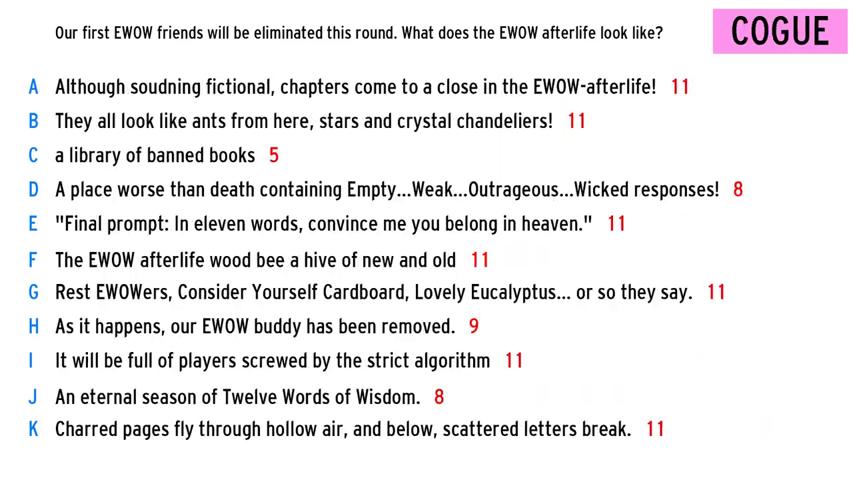 Our first EWOW friends will be eliminated this round. What does the EWOW afterlife look like?
COGUE
A Although soudning fictional, chapters come to a close in the EWOW-afterlife! 11
B They all look like ants from here, stars and crystal chandeliers! 11
C a library of banned books 5
D A place worse than death containing Empty...Weak...Outrageous...Wicked responses! 8
E "Final prompt: In eleven words, convince me you belong in heaven." 11
F The EWOW afterlife wood bee a hive of new and old 11
G Rest EWOWers, Consider Yourself Cardboard, Lovely Eucalyptus... or so they say. 11
H As it happens, our EWOW buddy has been removed. 9
I It will be full of players screwed by the strict algorithm 11
J An eternal season of Twelve Words of Wisdom. 8
K Charred pages fly through hollow air, and below, scattered letters break. 11